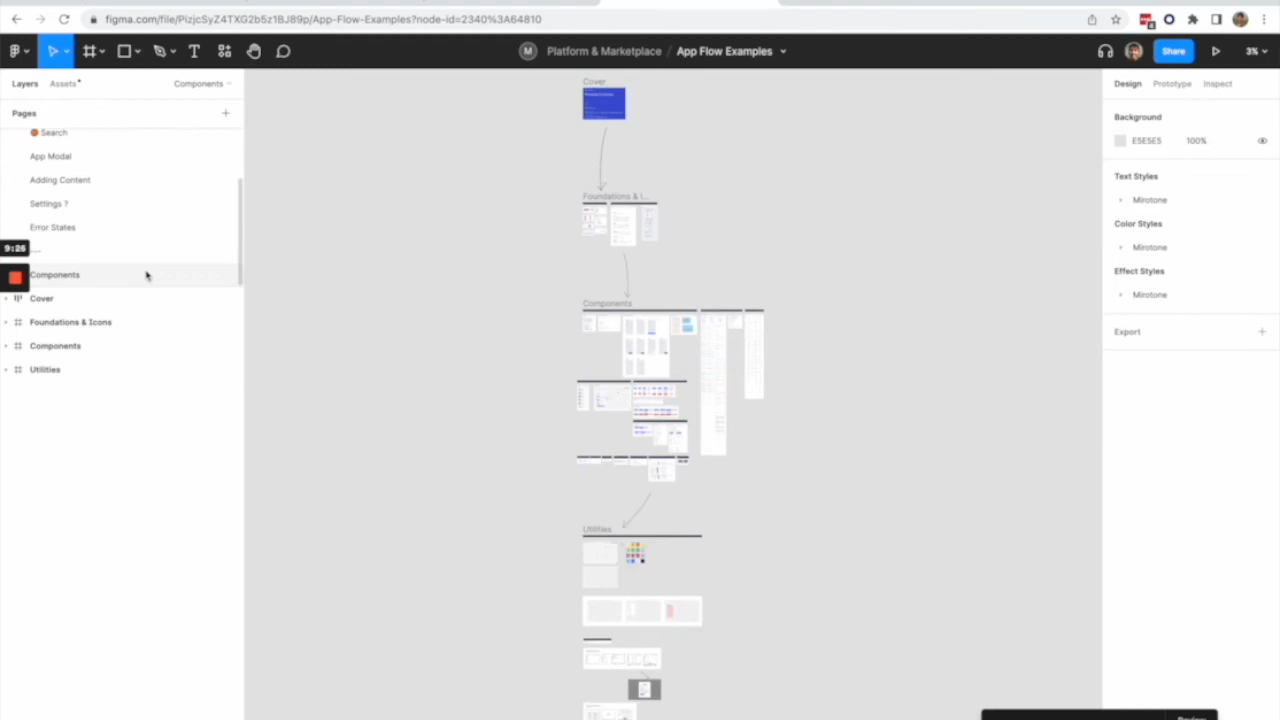 figma.com/file/PizjcSyZ4TXG2b5z1BJ89p/App-Flow-Examples?node-id=2340%3A64810
M Platform & Marketplace / App Flow Examples
Share
3%
Layers
Assets
Components
Pages
Search
App Modal
Adding Content
Settings ?
Error States
9:26
---
Components
Cover
Foundations & Icons
Components
Utilities
Cover
Foundations & I...
Components
Utilities
Design
Prototype
Inspect
Background
E5E5E5
100%
Text Styles
Mirotone
Color Styles
Mirotone
Effect Styles
Mirotone
Export